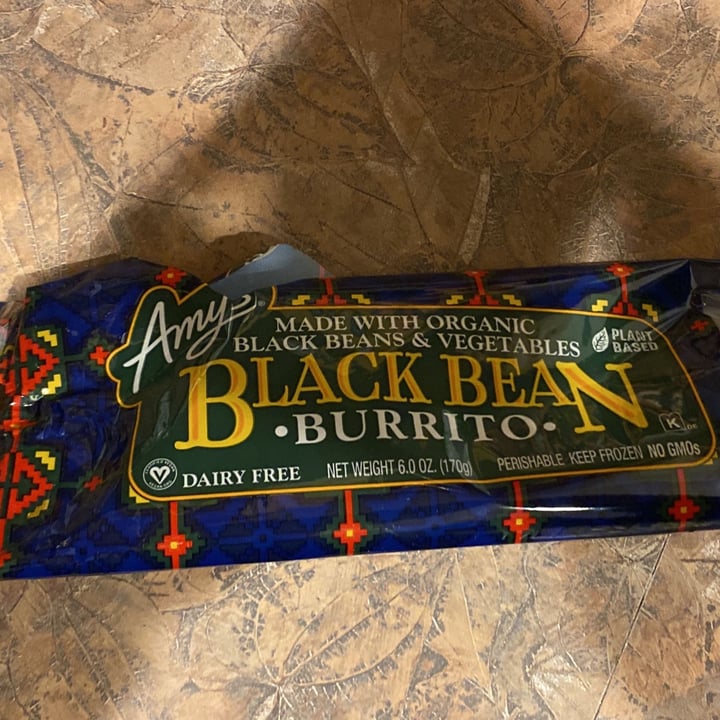 Amy's
MADE WITH ORGANIC
BLACK BEANS & VEGETABLES
PLANT
BASED
BLACK BEAN
•BURRITO•
K DE
DAIRY FREE
NET WEIGHT 6.0 OZ. (170g)
PERISHABLE KEEP FROZEN NO GMOs